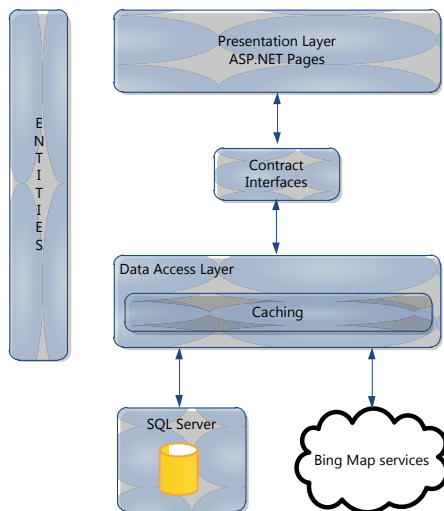 E
N
T
I
T
I
E
S
Presentation Layer
ASP.NET Pages
Contract
Interfaces
Data Access Layer
Caching
SQL Server
Bing Map services